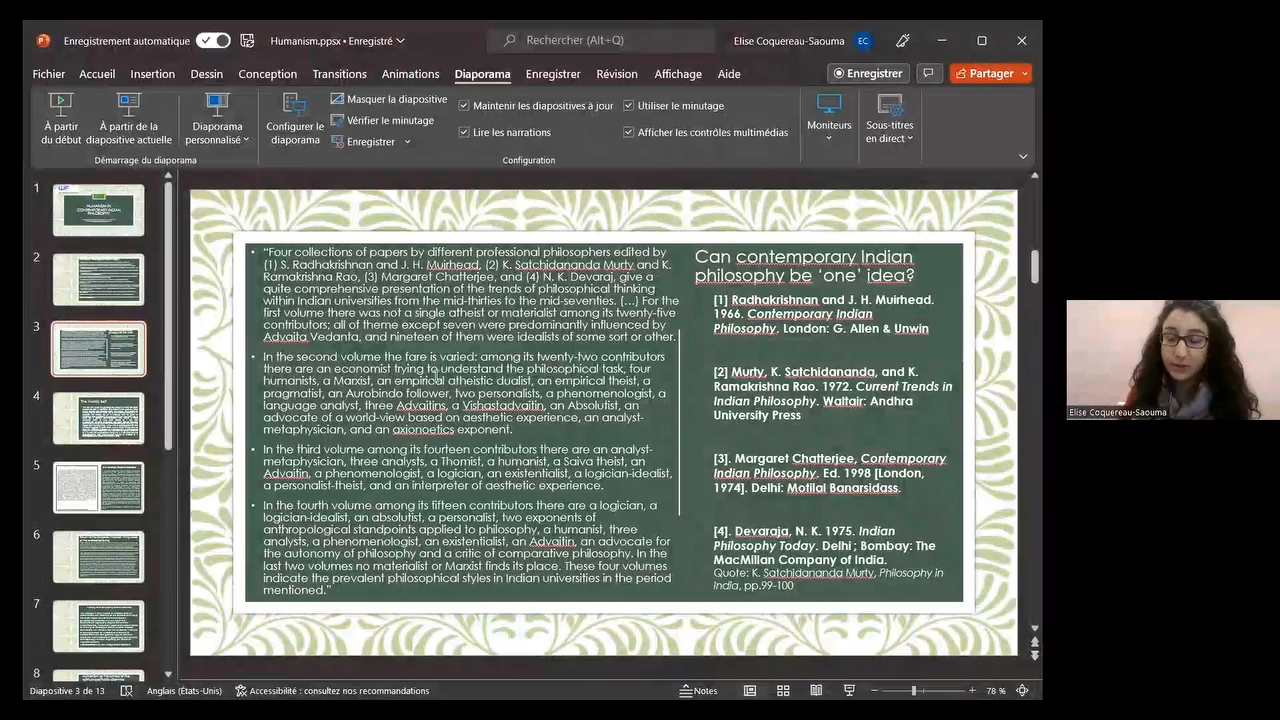 Enregistrement automatique
Humanism.ppsx • Enregistré
Rechercher (Alt+Q)
Elise Coquereau-Saouma
EC
Fichier
Accueil
Insertion
Dessin
Conception
Transitions
Animations
Diaporama
Enregistrer
Révision
Affichage
Aide
Enregistrer
Partager
À partir
du début
À partir de la
diapositive actuelle
Diaporama
personnalisé
Configurer le
diaporama
Masquer la diapositive
Vérifier le minutage
Enregistrer
Maintenir les diapositives à jour
Lire les narrations
Utiliser le minutage
Afficher les contrôles multimédias
Moniteurs
Sous-titres
en direct
Démarrage du diaporama
Configuration
1
HUMANISM IN
CONTEMPORARY INDIAN
PHILOSOPHY
2
3
4
5
6
7
8
• "Four collections of papers by different professional philosophers edited by
(1) S. Radhakrishnan and J. H. Muirhead, (2) K. Satchidananda Murty and K.
Ramakrishna Rao, (3) Margaret Chatterjee, and (4) N. K. Devaraj, give a
quite comprehensive presentation of the trends of philosophical thinking
within Indian universities from the mid-thirties to the mid-seventies. (...) For the
first volume there was not a single atheist or materialist among its twenty-five
contributors; all of theme except seven were predominantly influenced by
Advaita Vedanta, and nineteen of them were idealists of some sort or other.
• In the second volume the fare is varied: among its twenty-two contributors
there are an economist trying to understand the philosophical task, four
humanists, a Marxist, an empirical atheistic dualist, an empirical theist, a
pragmatist, an Aurobindo follower, two personalists, a phenomenologist, a
language analyst, three Advaitins, a Vishastadvaitin, an Absolutist, an
advocate of a world-view based on aesthetic experience, an analyst-
metaphysician, and an axionoetics exponent.
• In the third volume among its fourteen contributors there are an analyst-
metaphysician, three analysts, a Thomist, a humanist, a Saiva theist, an
Advaitin, a phenomenologist, a logician, an existentialist, a logician-idealist,
a personalist-theist, and an interpreter of aesthetic experience.
• In the fourth volume among its fifteen contributors there are a logician, a
logician-idealist, an absolutist, a personalist, two exponents of
anthropological standpoints applied to philosophy, a humanist, three
analysts, a phenomenologist, an existentialist, an Advaitin, an advocate for
the autonomy of philosophy and a critic of comparative philosophy. In the
last two volumes no materialist or Marxist finds its place. These four volumes
indicate the prevalent philosophical styles in Indian universities in the period
mentioned."
Can contemporary Indian
philosophy be 'one' idea?
[1] Radhakrishnan and J. H. Muirhead.
1966. Contemporary Indian
Philosophy. London: G. Allen & Unwin
[2] Murty, K. Satchidananda, and K.
Ramakrishna Rao. 1972. Current Trends in
Indian Philosophy. Waltair: Andhra
University Press
[3]. Margaret Chatterjee, Contemporary
Indian Philosophy. Ed. 1998 [London,
1974]. Delhi: Motilal Banarsidass.
[4]. Devaraja, N. K. 1975. Indian
Philosophy Today. Delhi ; Bombay: The
MacMillan Company of India.
Quote: K. Satchidananda Murty, Philosophy in
India, pp.99-100
Elise Coquereau-Saouma
Diapositive 3 de 13
Anglais (États-Unis)
Accessibilité : consultez nos recommandations
Notes
78 %